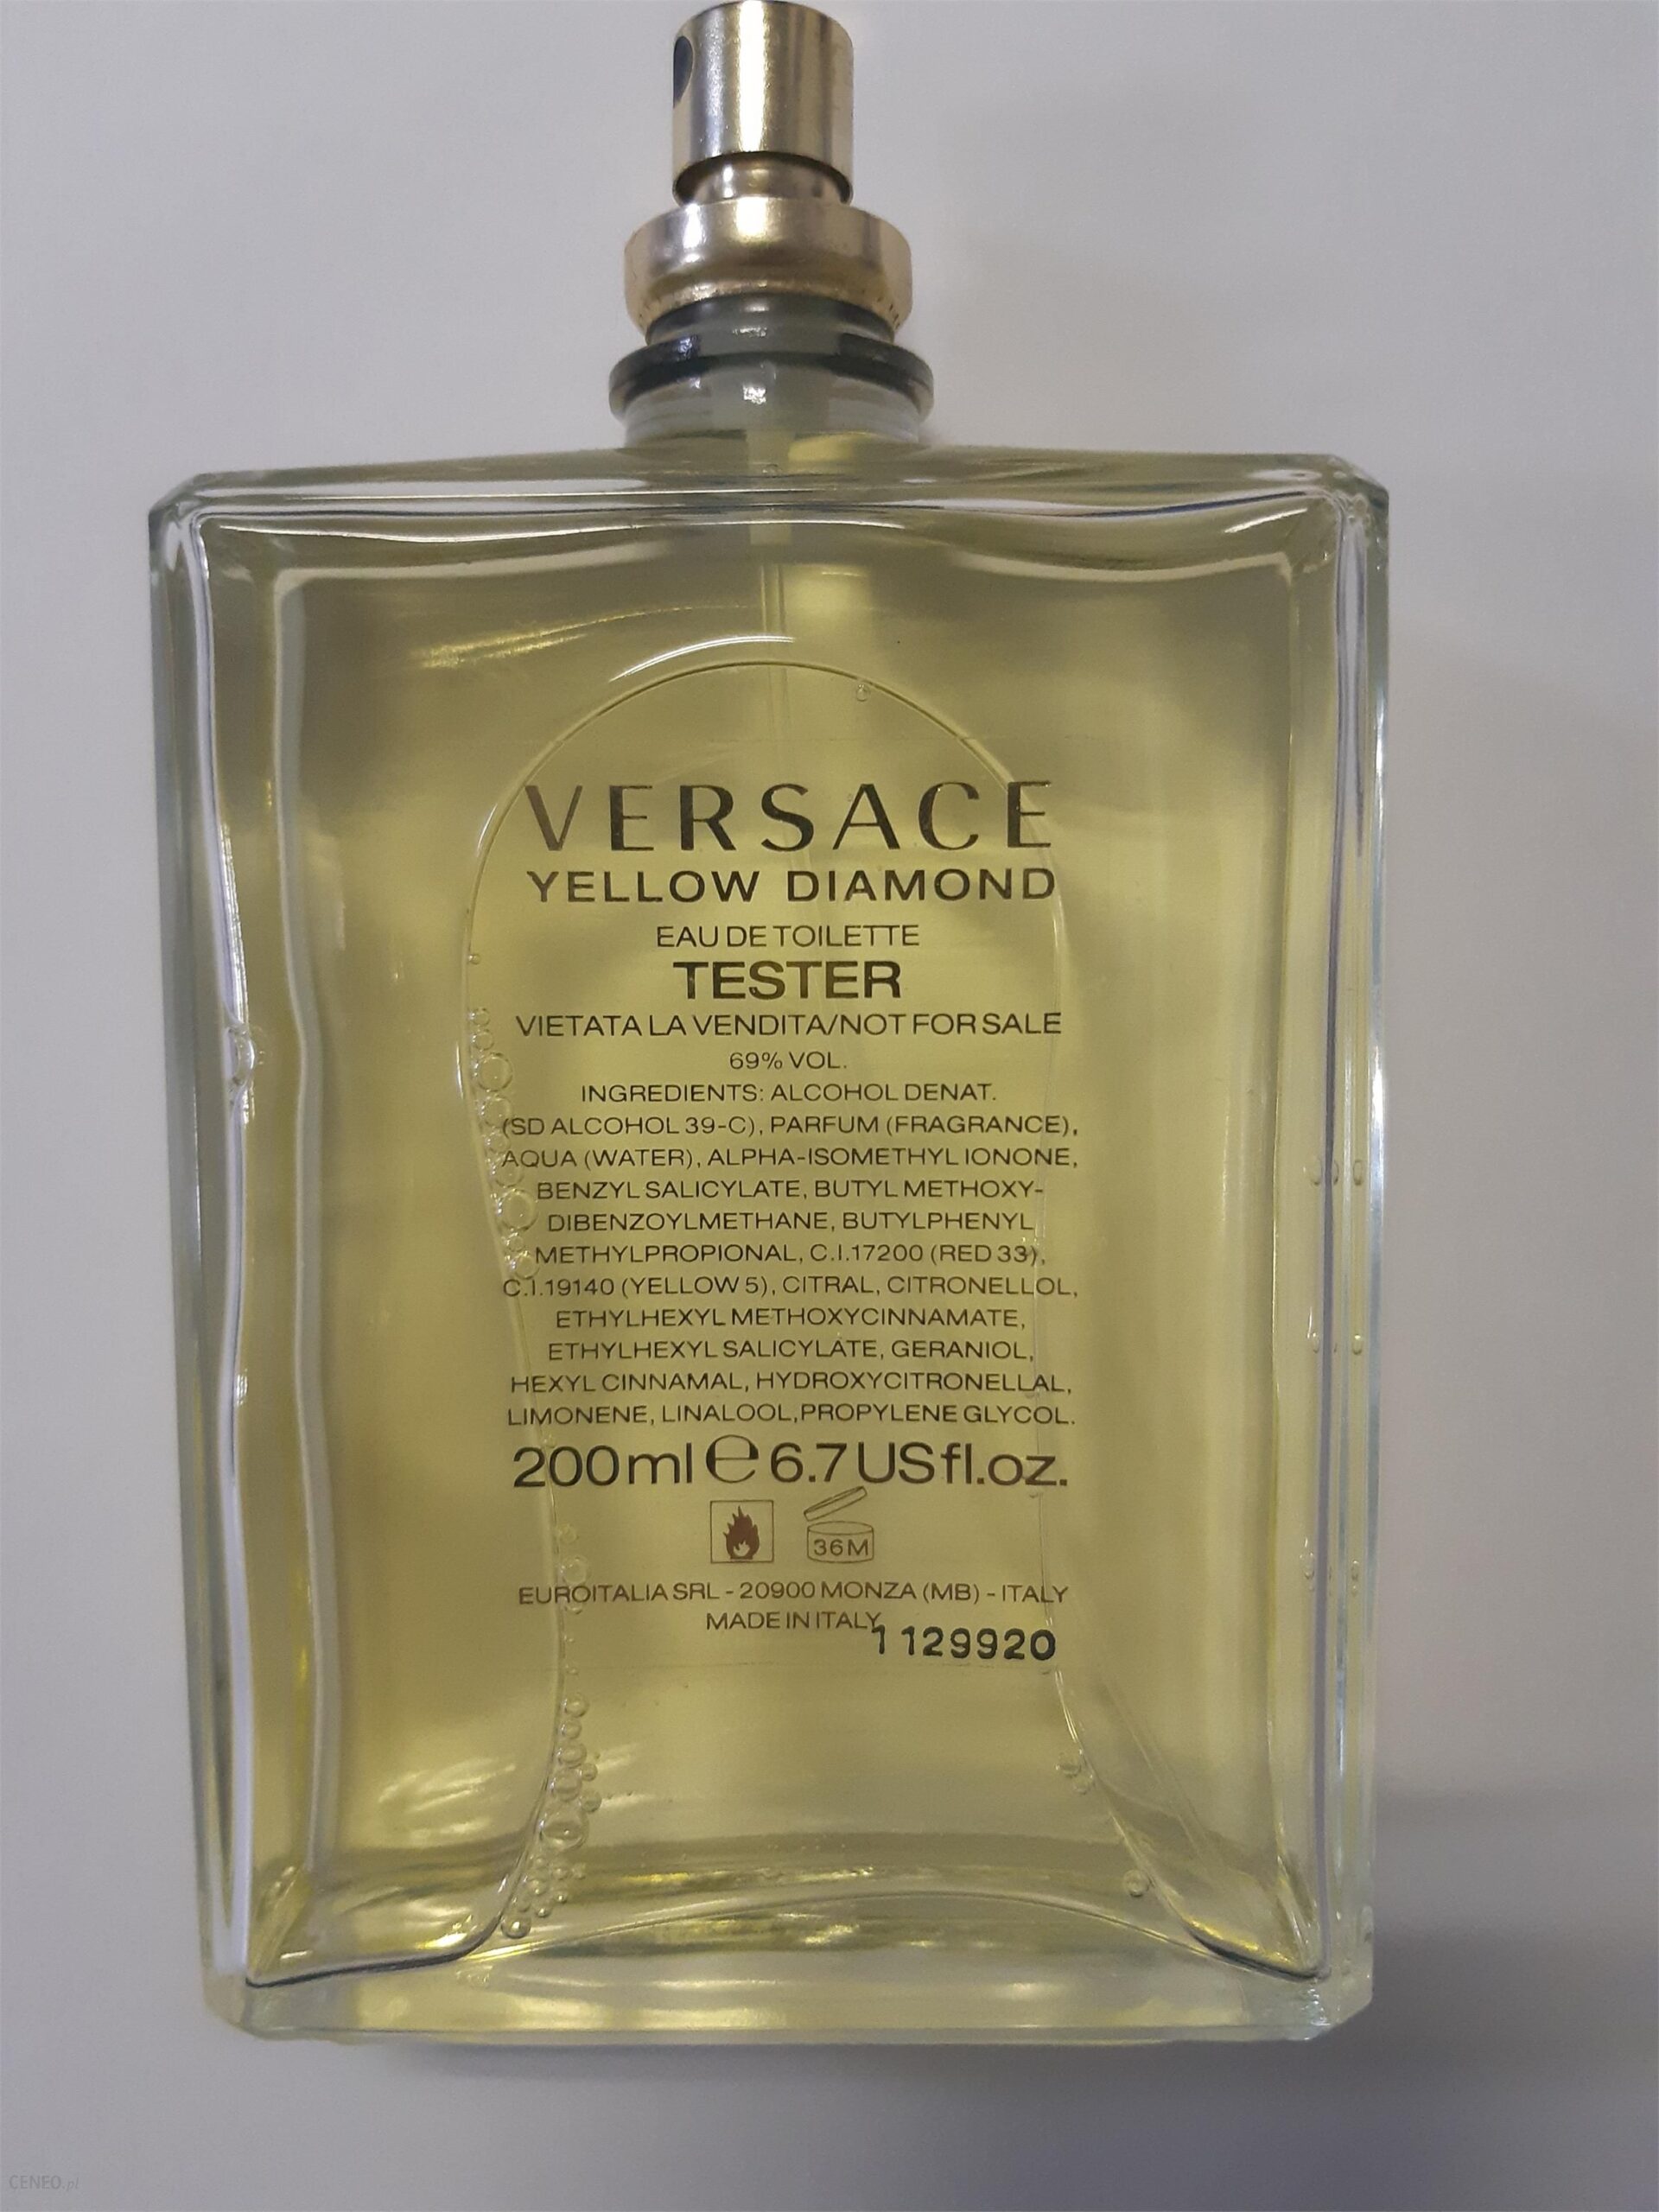 VERSACE
YELLOW DIAMOND
EAU DE TOILETTE
TESTER
VIETATA LA VENDITA/NOT FOR SALE
69% VOL.
INGREDIENTS: ALCOHOL DENAT.
(SD ALCOHOL 39-C), PARFUM (FRAGRANCE),
AQUA (WATER), ALPHA-ISOMETHYL IONONE,
BENZYL SALICYLATE, BUTYL METHOXY-
DIBENZOYLMETHANE, BUTYLPHENYL
METHYLPROPIONAL, C.I.17200 (RED 33),
C.I.19140 (YELLOW 5), CITRAL, CITRONELLOL,
ETHYLHEXYL METHOXYCINNAMATE,
ETHYLHEXYL SALICYLATE, GERANIOL,
HEXYL CINNAMAL, HYDROXYCITRONELLAL,
LIMONENE, LINALOOL,PROPYLENE GLYCOL.
200ml e 6.7 US fl.oz.
36M
EUROITALIA SRL - 20900 MONZA (MB) - ITALY
MADE IN ITALY
1129920
CENEO.pl